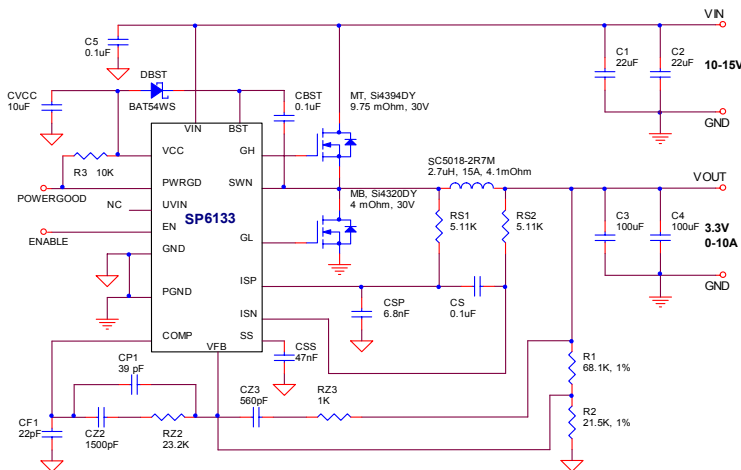 VIN
C5
0.1uF
C1
22uF
C2
22uF
10-15V
DBST
BAT54WS
CVCC
10uF
CBST
0.1uF
MT, Si4394DY
9.75 mOhm, 30V
GND
VIN
BST
VCC
GH
SC5018-2R7M
2.7uH, 15A, 4.1mOhm
R3 10K
PWRGD
SWN
VOUT
POWERGOOD
NC
UVIN
MB, Si4320DY
4 mOhm, 30V
SP6133
RS1
5.11K
RS2
5.11K
C3
100uF
C4
100uF
3.3V
0-10A
ENABLE
EN
GL
GND
ISP
GND
PGND
CSP
6.8nF
CS
0.1uF
ISN
COMP
SS
VFB
CSS
47nF
CP1
39 pF
R1
68.1K, 1%
CZ3
560pF
RZ3
1K
CF1
22pF
CZ2
1500pF
RZ2
23.2K
R2
21.5K, 1%